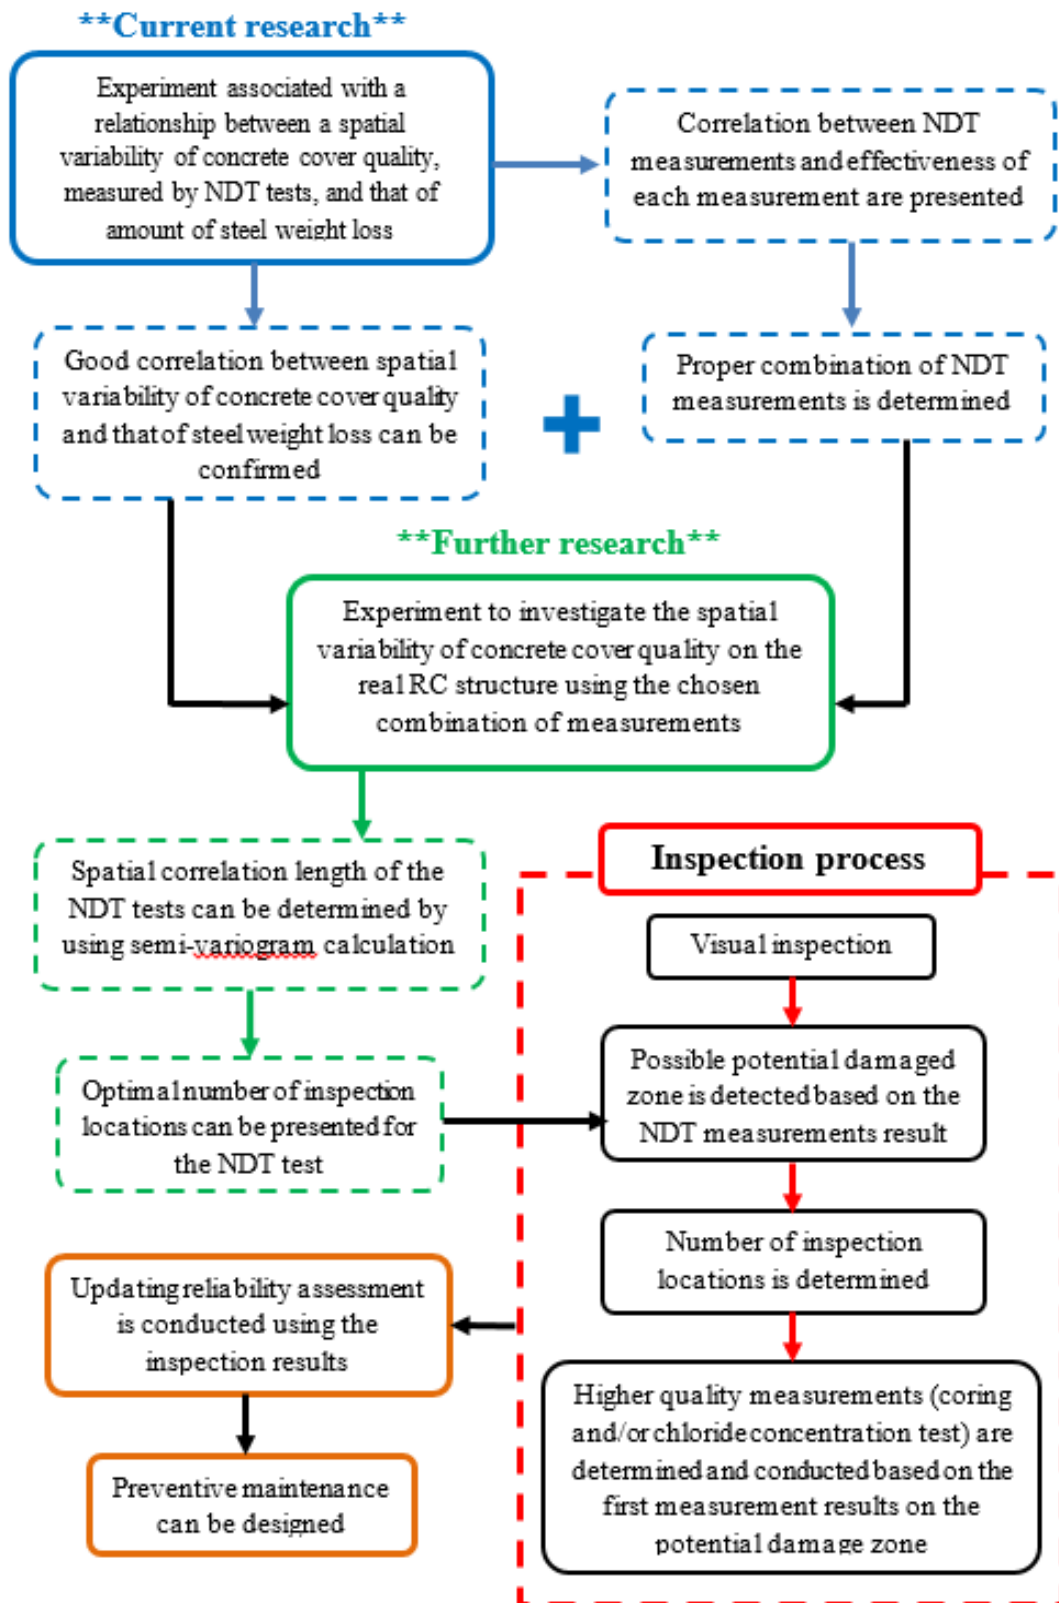 **Current research**
Experiment associated with a
relationship between a spatial
variability of concrete cover quality,
measured by NDT tests, and that of
amount of steel weight loss
Correlation between NDT
measurements and effectiveness of
each measurement are presented
Good correlation between spatial
variability of concrete cover quality
and that of steel weight loss can be
confirmed
Proper combination of NDT
measurements is determined
**Further research**
Experiment to investigate the spatial
variability of concrete cover quality on the
real RC structure using the chosen
combination of measurements
Spatial correlation length of the
NDT tests can be determined by
using semi-variogram calculation
Optimal number of inspection
locations can be presented for
the NDT test
Inspection process
Visual inspection
Possible potential damaged
zone is detected based on the
NDT measurements result
Number of inspection
locations is determined
Higher quality measurements (coring
and/or chloride concentration test) are
determined and conducted based on the
first measurement results on the
potential damage zone
Updating reliability assessment
is conducted using the
inspection results
Preventive maintenance
can be designed